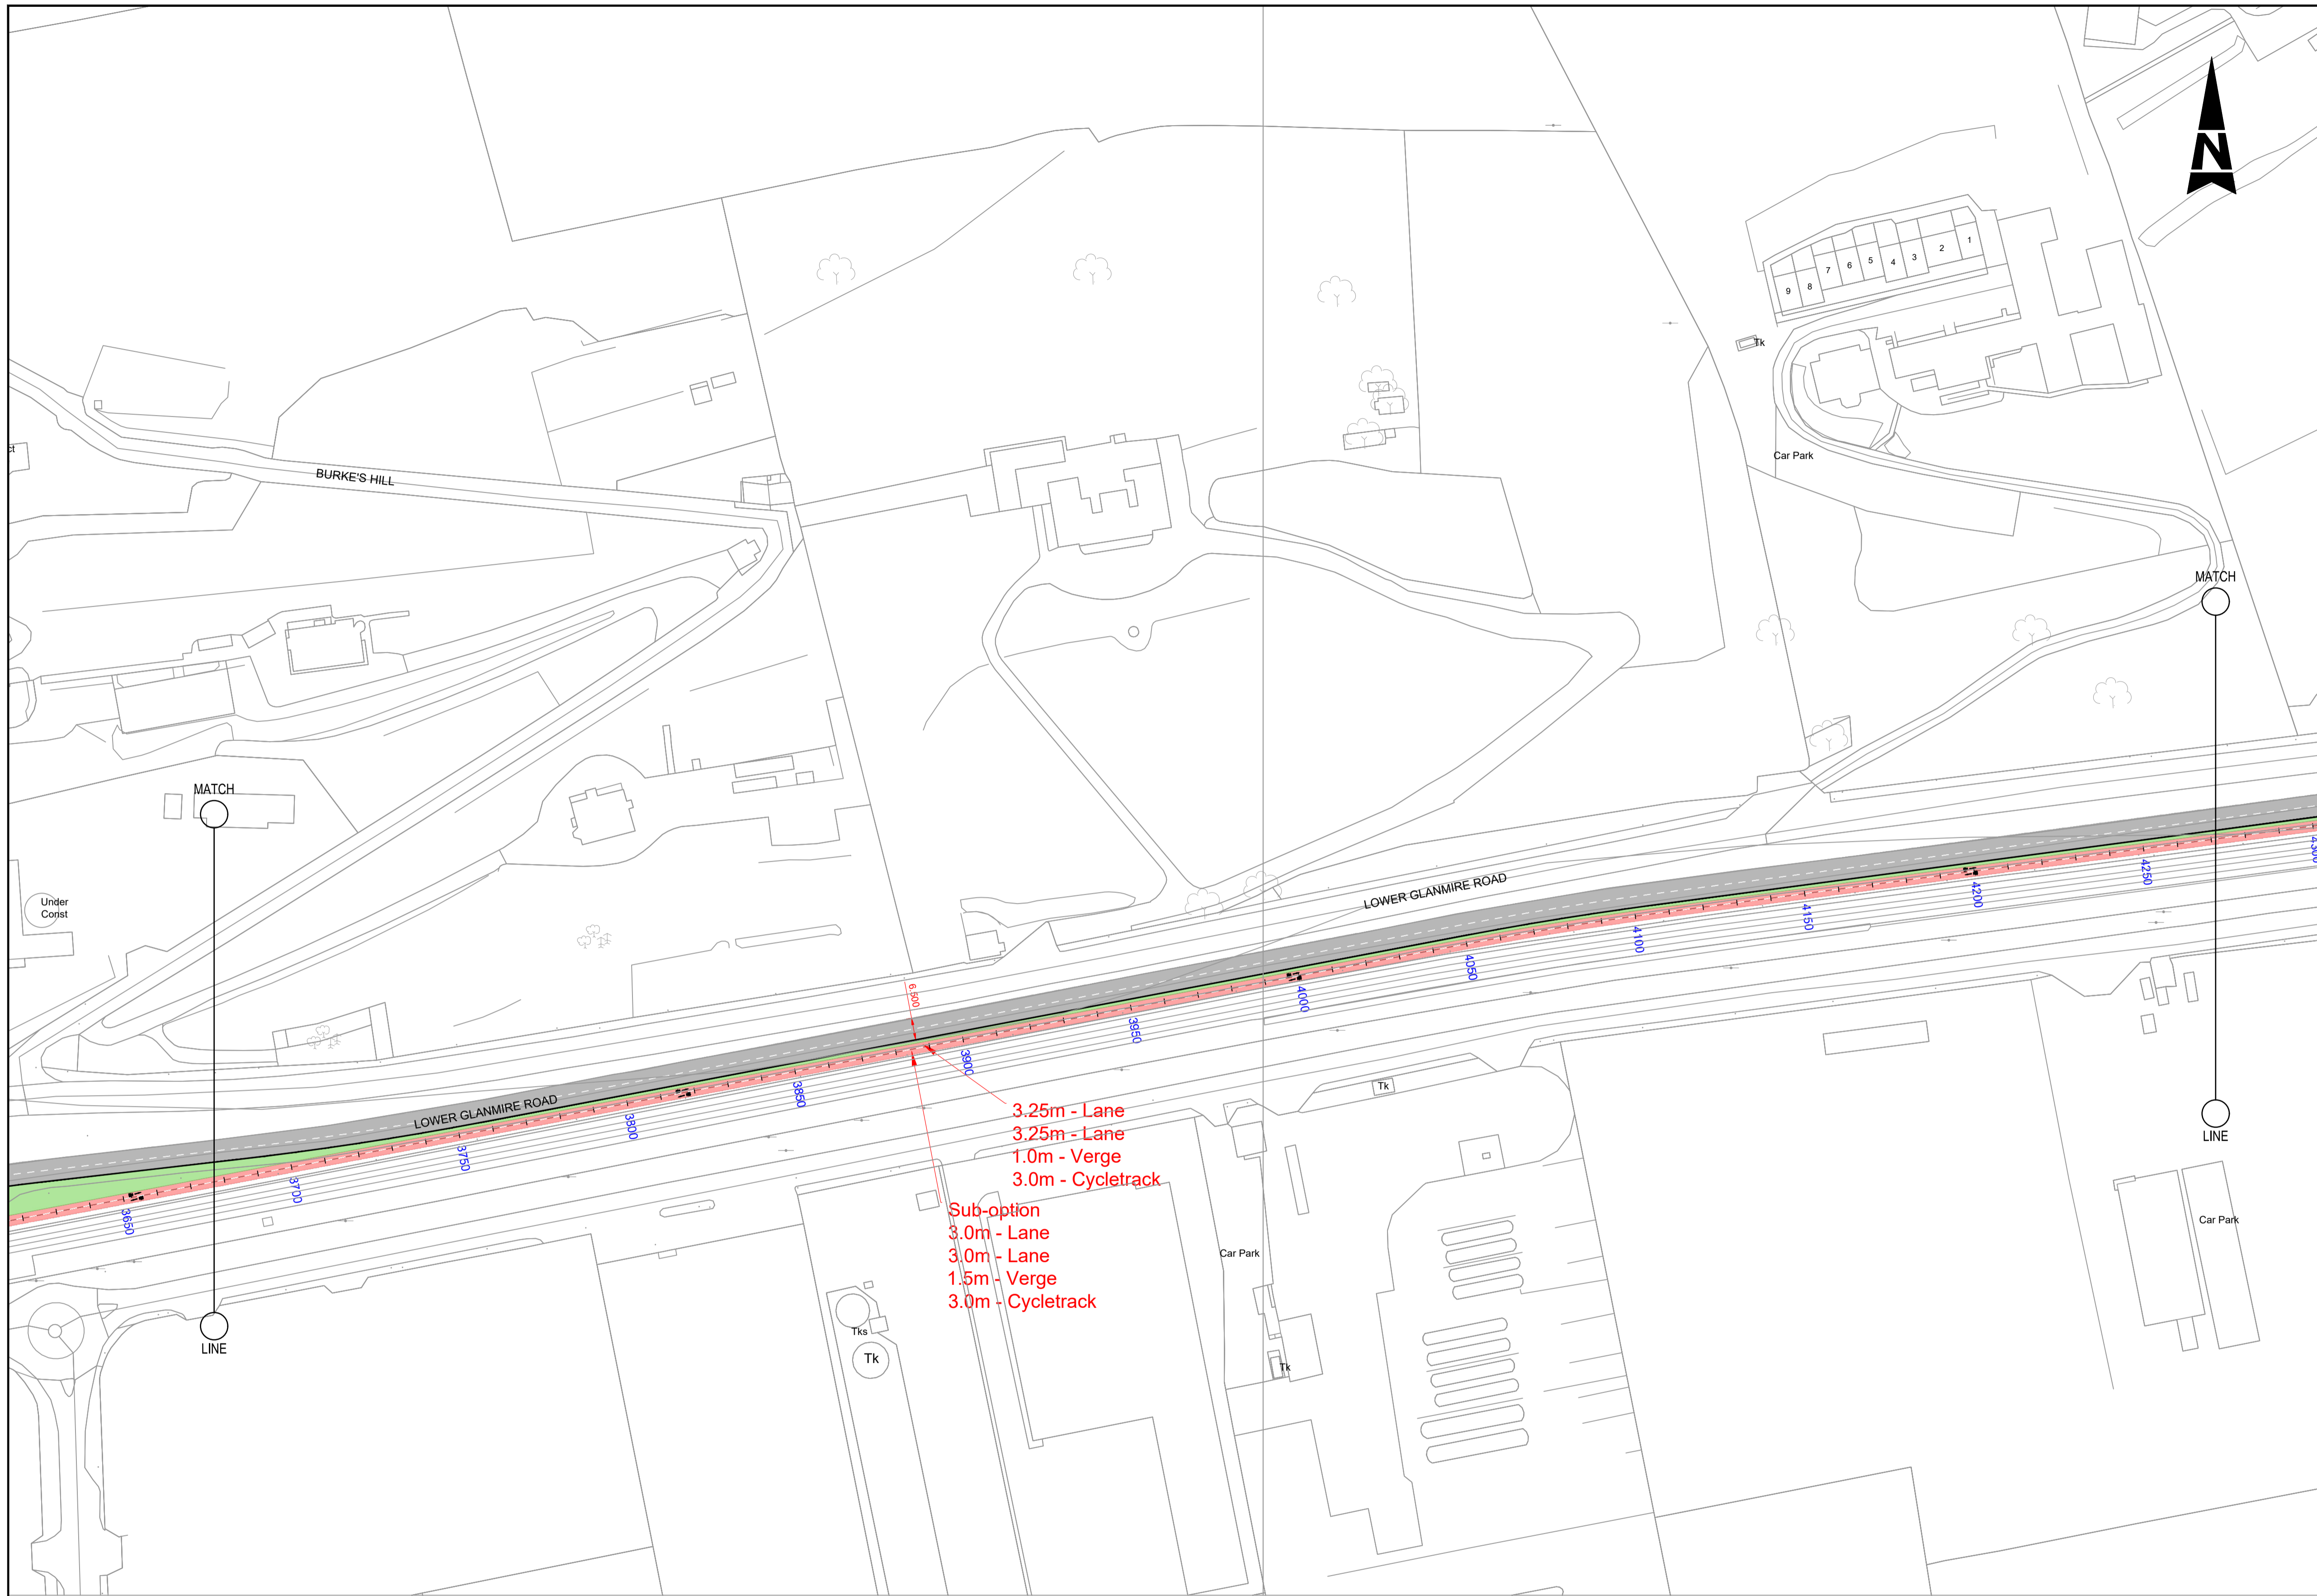 N
1
2
3
4
5
6
7
8
9
Tk
Car Park
BURKE'S HILL
MATCH
MATCH
Under
Const
LOWER GLANMIRE ROAD
LOWER GLANMIRE ROAD
6.500
3650
3700
3750
3800
3850
3900
3950
4000
4050
4100
4150
4200
4250
4300
3.25m - Lane
3.25m - Lane
1.0m - Verge
3.0m - Cycletrack
Sub-option
3.0m - Lane
3.0m - Lane
1.5m - Verge
3.0m - Cycletrack
Tk
LINE
LINE
Car Park
Car Park
Tks
Tk
Tk